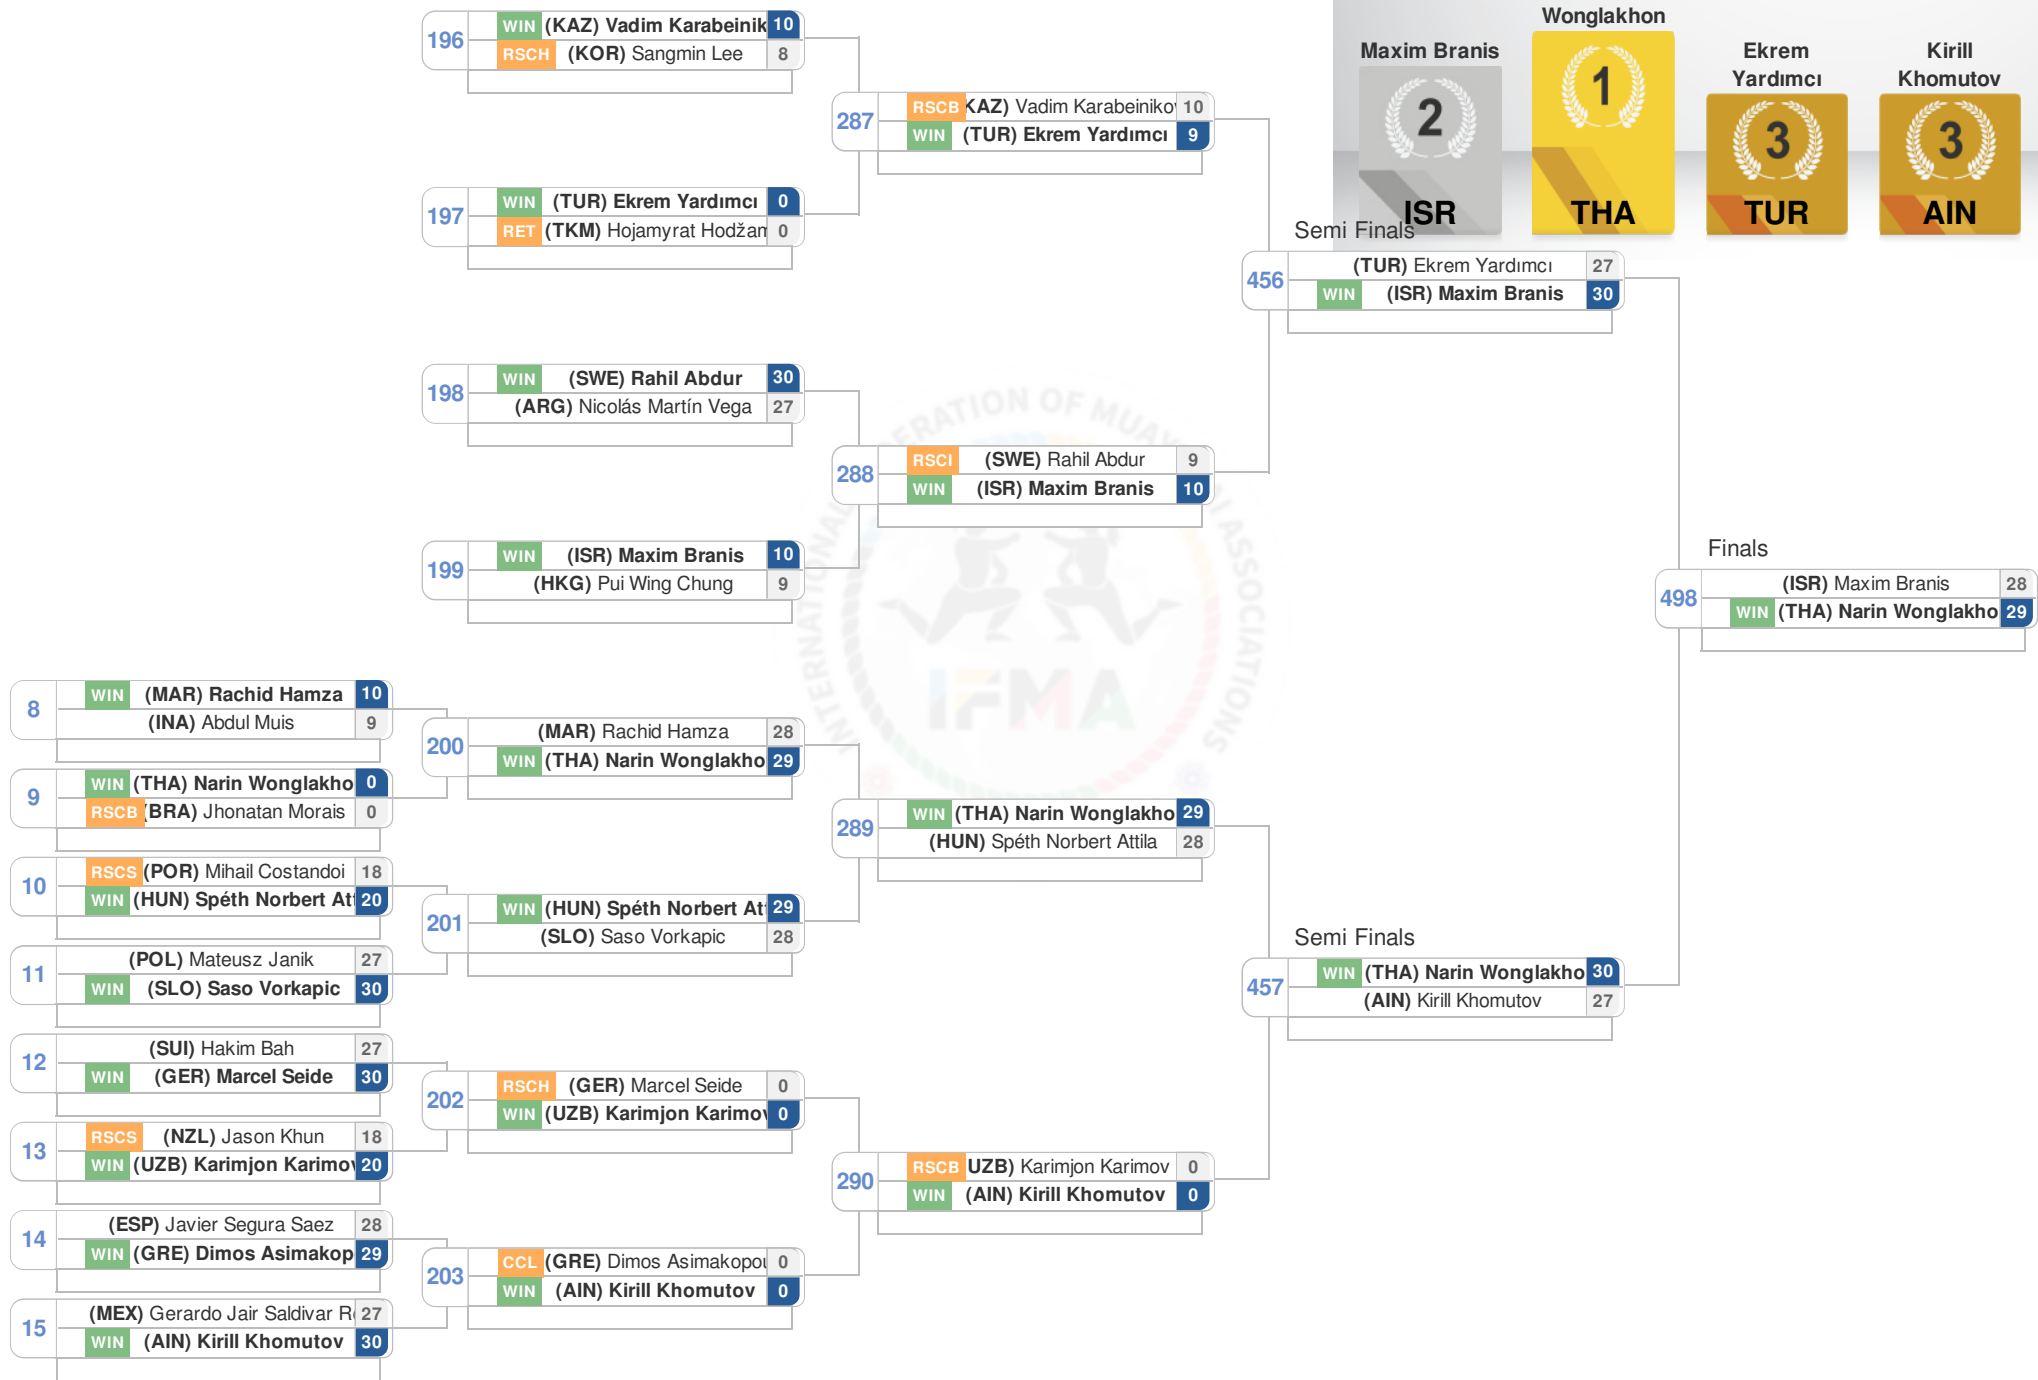 Wonglakhon
Maxim Branis
Ekrem Yardımcı
Kirill Khomutov
2
1
3
3
ISR
THA
TUR
AIN
196
WIN (KAZ) Vadim Karabeinik 10
RSCH (KOR) Sangmin Lee 8
287
RSCB KAZ) Vadim Karabeinikov 10
WIN (TUR) Ekrem Yardımcı 9
197
WIN (TUR) Ekrem Yardımcı 0
RET (TKM) Hojamyrat Hodžam 0
Semi Finals
456
(TUR) Ekrem Yardımcı 27
WIN (ISR) Maxim Branis 30
198
WIN (SWE) Rahil Abdur 30
(ARG) Nicolás Martín Vega 27
288
RSCI (SWE) Rahil Abdur 9
WIN (ISR) Maxim Branis 10
199
WIN (ISR) Maxim Branis 10
(HKG) Pui Wing Chung 9
INTERNATIONAL FEDERATION OF MUAYTHAI ASSOCIATIONS
IFMA
Finals
498
(ISR) Maxim Branis 28
WIN (THA) Narin Wonglakho 29
8
WIN (MAR) Rachid Hamza 10
(INA) Abdul Muis 9
200
(MAR) Rachid Hamza 28
WIN (THA) Narin Wonglakho 29
9
WIN (THA) Narin Wonglakho 0
RSCB (BRA) Jhonatan Morais 0
289
WIN (THA) Narin Wonglakho 29
(HUN) Spéth Norbert Attila 28
10
RSCS (POR) Mihail Costandoi 18
WIN (HUN) Spéth Norbert Att 20
201
WIN (HUN) Spéth Norbert Att 29
(SLO) Saso Vorkapic 28
11
(POL) Mateusz Janik 27
WIN (SLO) Saso Vorkapic 30
Semi Finals
457
WIN (THA) Narin Wonglakho 30
(AIN) Kirill Khomutov 27
12
(SUI) Hakim Bah 27
WIN (GER) Marcel Seide 30
202
RSCH (GER) Marcel Seide 0
WIN (UZB) Karimjon Karimov 0
13
RSCS (NZL) Jason Khun 18
WIN (UZB) Karimjon Karimov 20
290
RSCB UZB) Karimjon Karimov 0
WIN (AIN) Kirill Khomutov 0
14
(ESP) Javier Segura Saez 28
WIN (GRE) Dimos Asimakop 29
203
CCL (GRE) Dimos Asimakopou 0
WIN (AIN) Kirill Khomutov 0
15
(MEX) Gerardo Jair Saldivar R 27
WIN (AIN) Kirill Khomutov 30